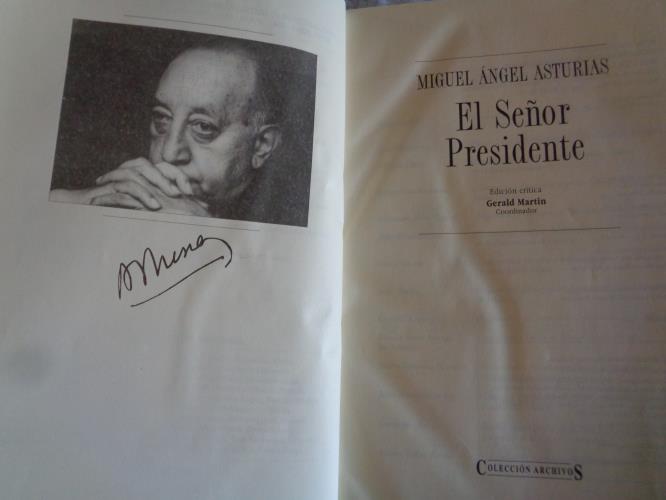 MIGUEL ÁNGEL ASTURIAS
El Señor
Presidente
Edición crítica
Gerald Martin
Coordinador
COLECCIÓN ARCHIVOS